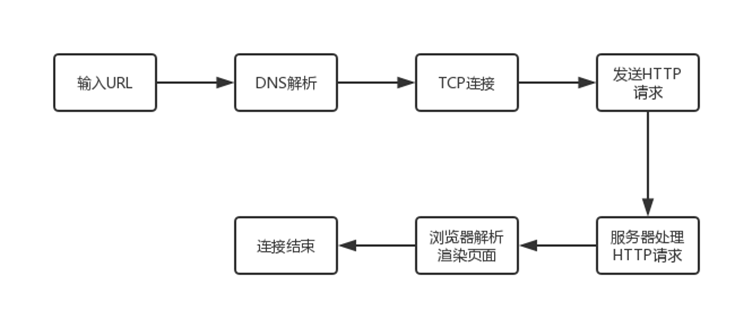 输入URL
DNS解析
TCP连接
发送HTTP
请求
服务器处理
HTTP请求
浏览器解析
渲染页面
连接结束